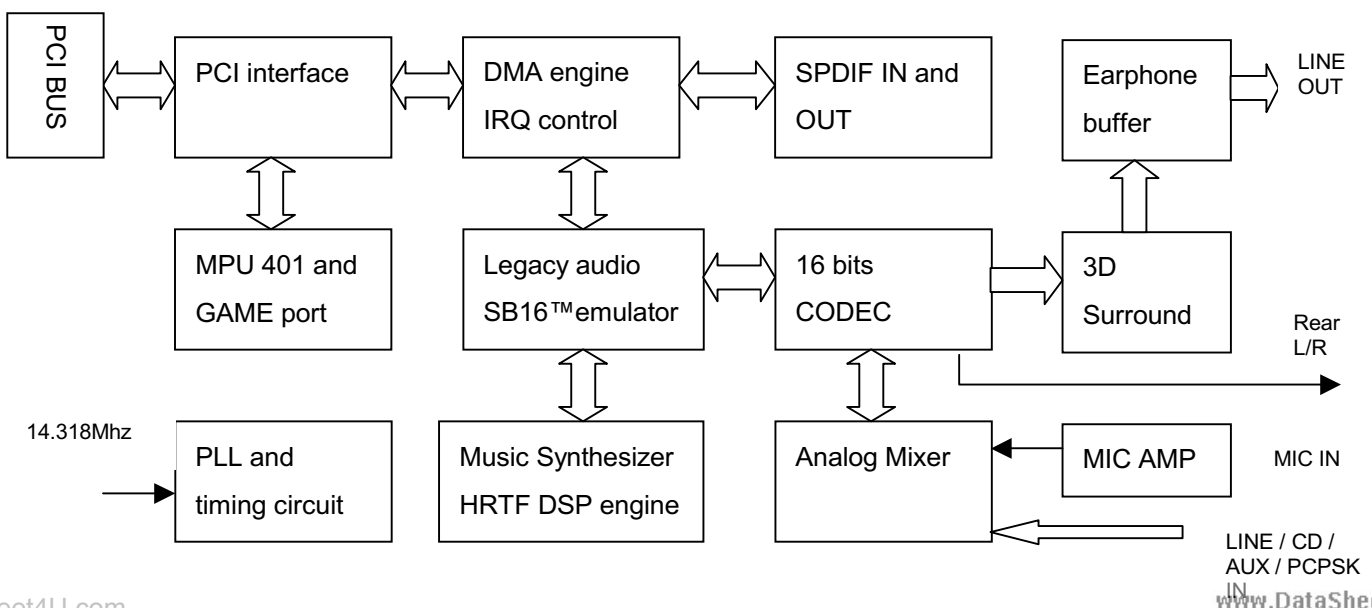 PCI BUS
PCI interface
DMA engine
IRQ control
SPDIF IN and
OUT
Earphone
buffer
LINE
OUT
MPU 401 and
GAME port
Legacy audio
SB16™emulator
16 bits
CODEC
3D
Surround
Rear
L/R
14.318Mhz
PLL and
timing circuit
Music Synthesizer
HRTF DSP engine
Analog Mixer
MIC AMP
MIC IN
LINE / CD /
AUX / PCPSK
IN
et4U.com
www.DataShe